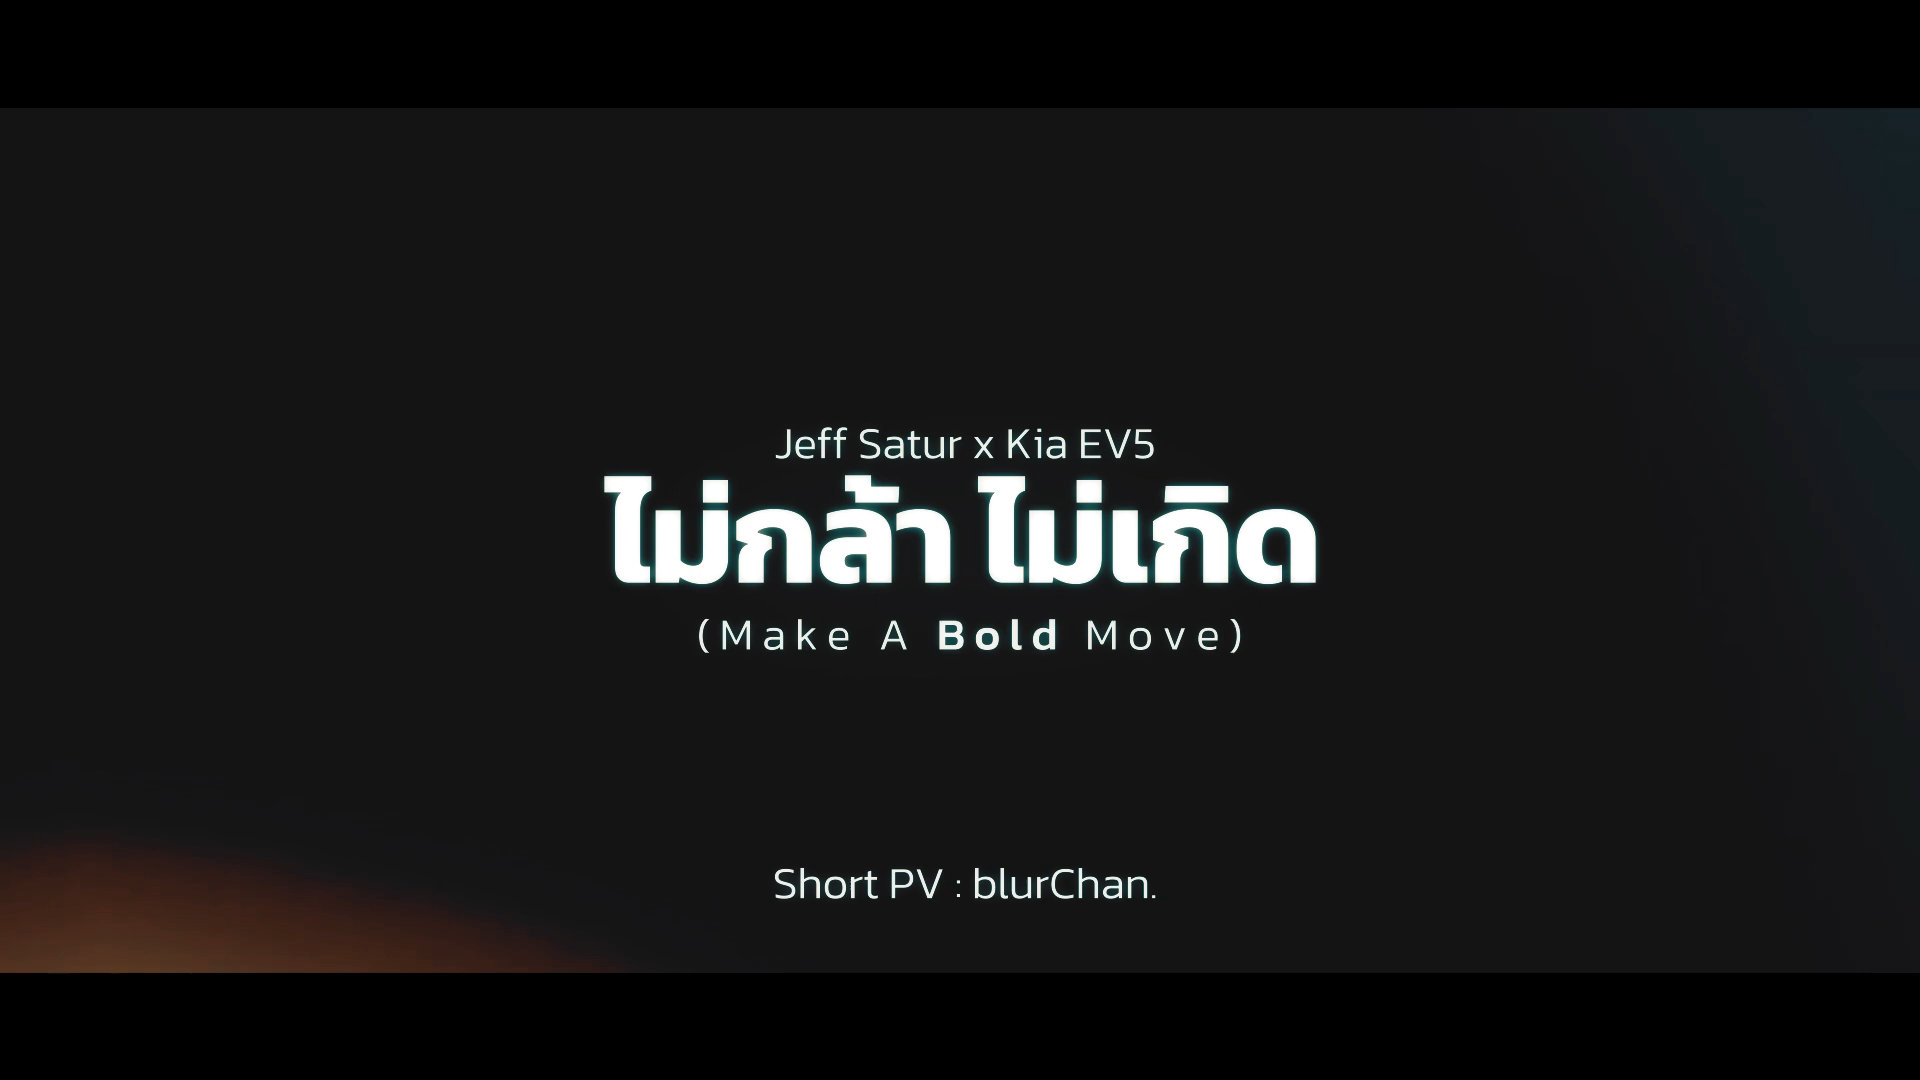 Jeff Satur x Kia EV5
ไม่กล้า ไม่เกิด
(Make A Bold Move)
Short PV : blurChan.